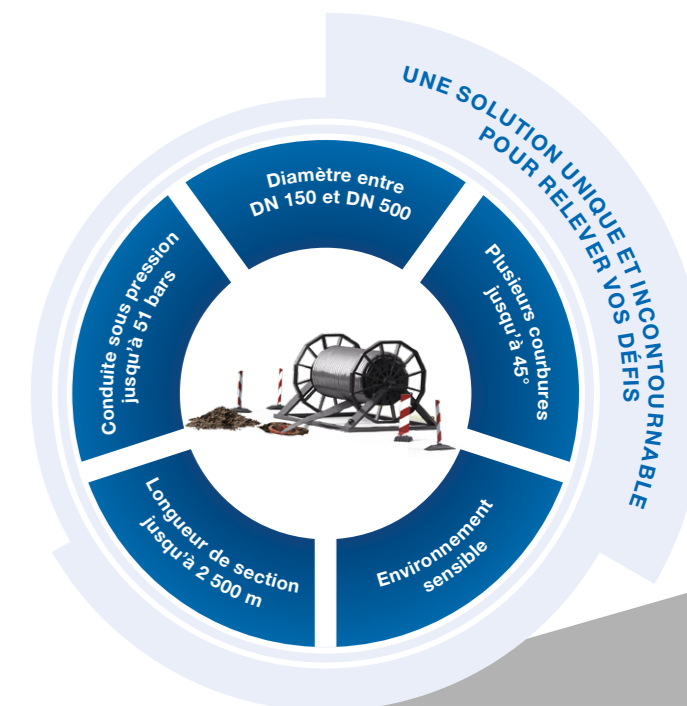 UNE SOLUTION UNIQUE ET INCONTOURNABLE
POUR RELEVER VOS DÉFIS
Diamètre entre
DN 150 et DN 500
Plusieurs courbures
jusqu'à 45°
Environnement
sensible
Longueur de section
jusqu'à 2 500 m
Conduite sous pression
jusqu'à 51 bars